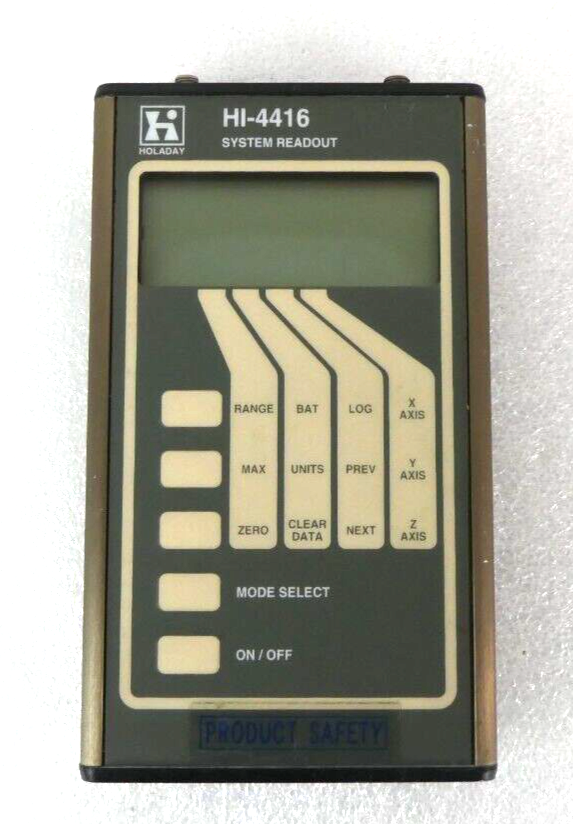 HI-4416
HOLADAY
SYSTEM READOUT
RANGE BAT LOG X AXIS
MAX UNITS PREV Y AXIS
ZERO CLEAR DATA NEXT Z AXIS
MODE SELECT
ON / OFF
PRODUCT SAFETY